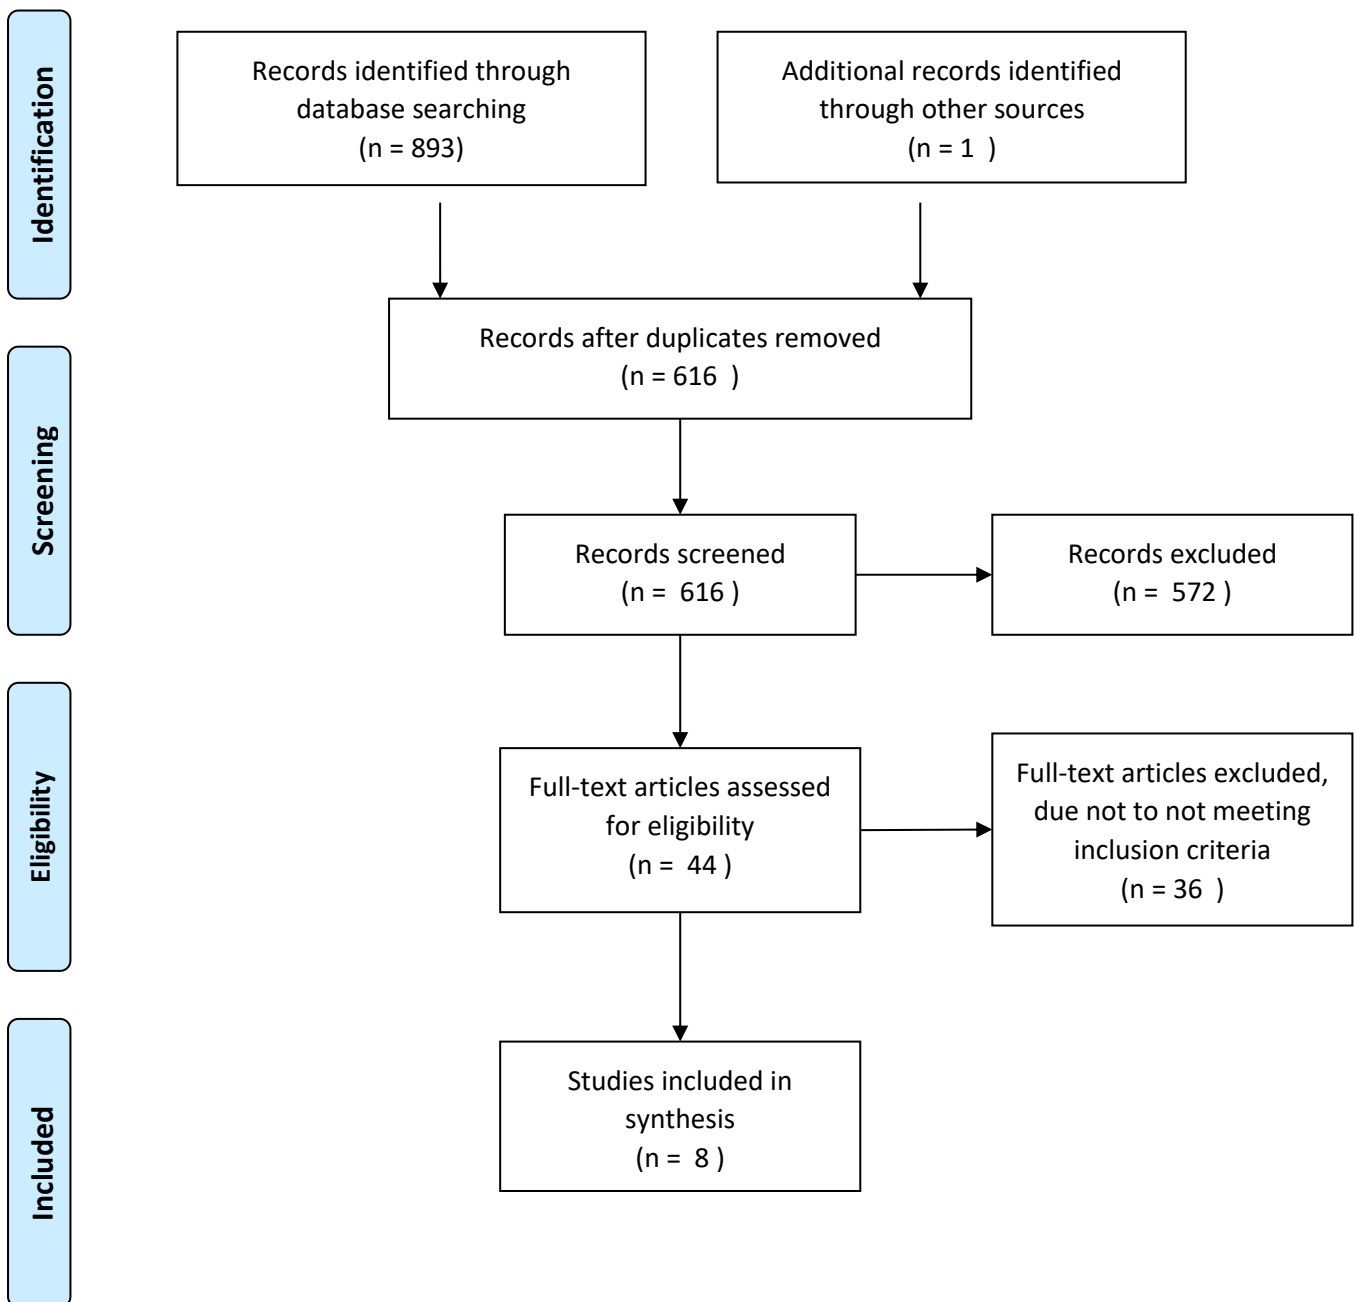 Identification
Records identified through
database searching
(n = 893)
Additional records identified
through other sources
(n = 1  )
Records after duplicates removed
(n = 616  )
Screening
Records screened
(n =  616 )
Records excluded
(n =  572 )
Eligibility
Full-text articles assessed
for eligibility
(n =  44 )
Full-text articles excluded,
due not to not meeting
inclusion criteria
(n = 36  )
Included
Studies included in
synthesis
(n =  8 )